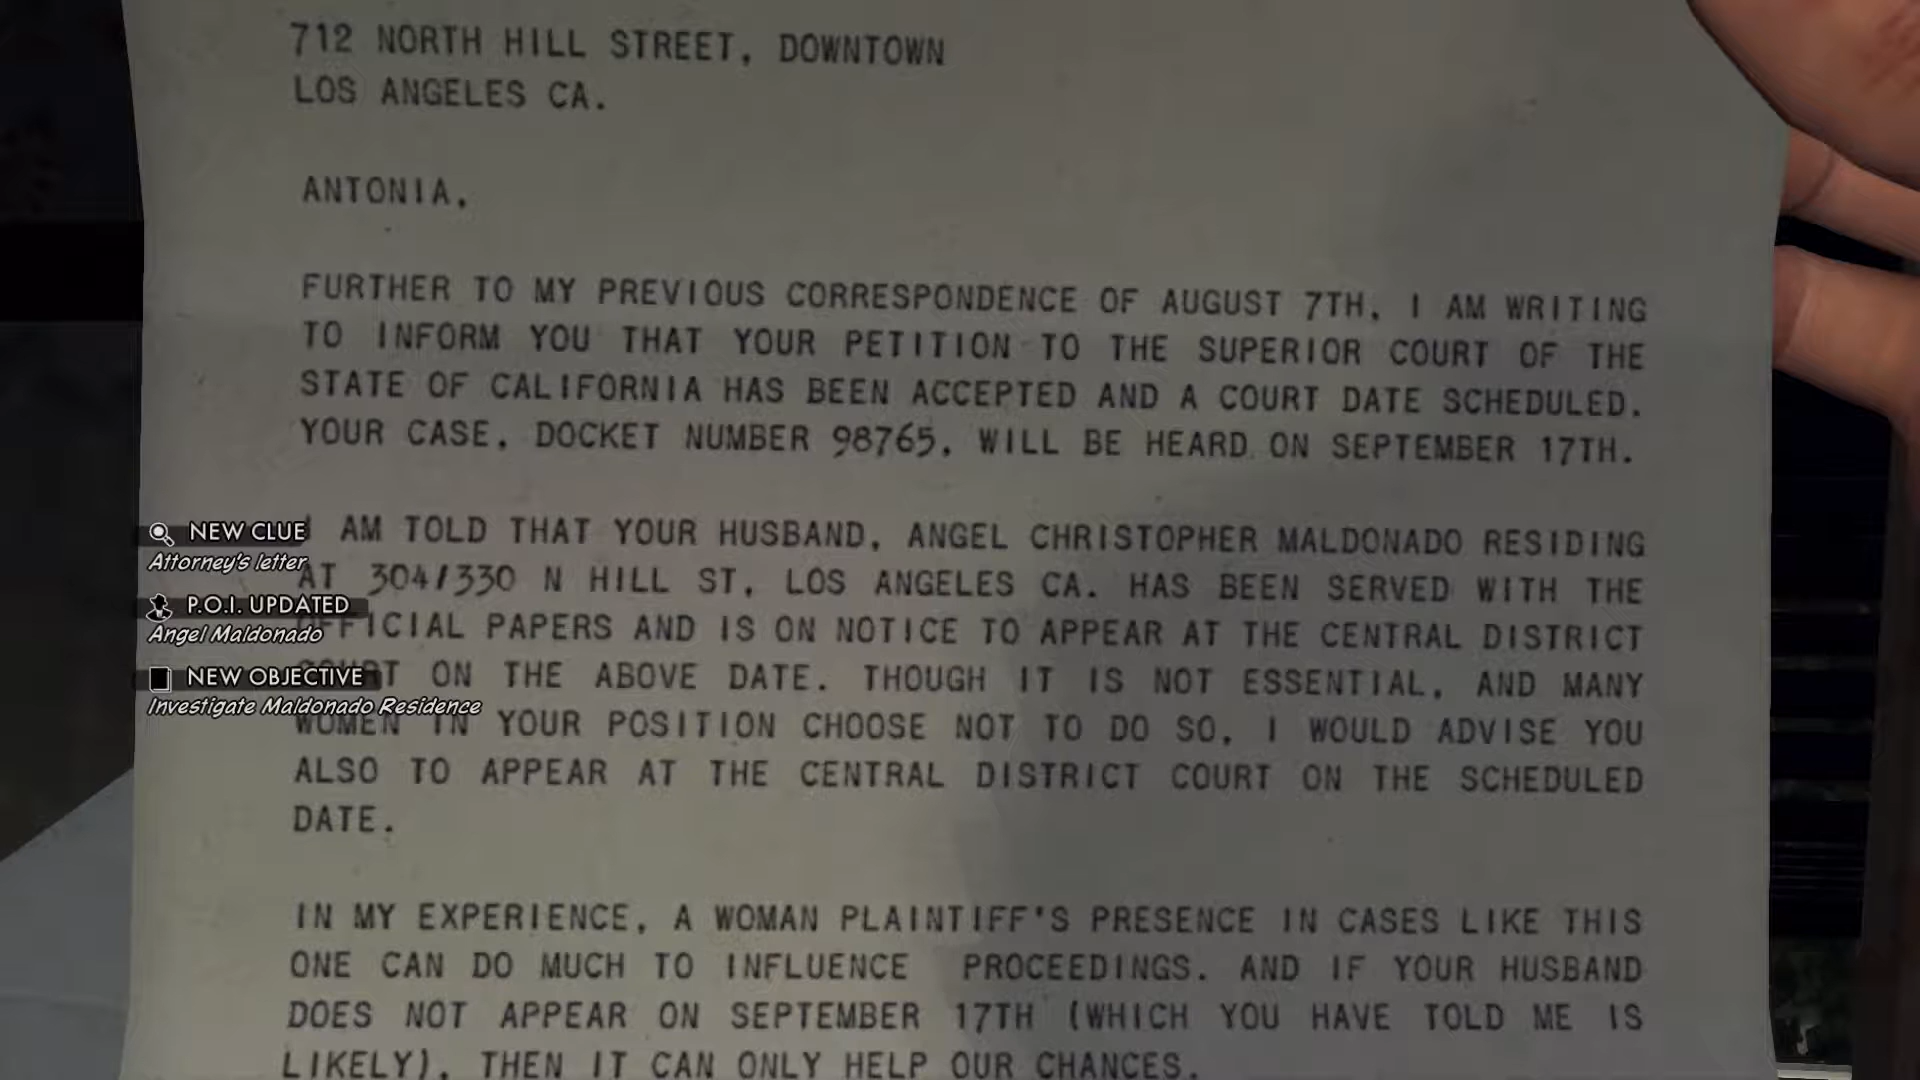 712 NORTH HILL STREET, DOWNTOWN
LOS ANGELES CA.
ANTONIA,
FURTHER TO MY PREVIOUS CORRESPONDENCE OF AUGUST 7TH, I AM WRITING
TO INFORM YOU THAT YOUR PETITION TO THE SUPERIOR COURT OF THE
STATE OF CALIFORNIA HAS BEEN ACCEPTED AND A COURT DATE SCHEDULED.
YOUR CASE, DOCKET NUMBER 98765, WILL BE HEARD ON SEPTEMBER 17TH.
I AM TOLD THAT YOUR HUSBAND, ANGEL CHRISTOPHER MALDONADO RESIDING
AT 304/330 N HILL ST, LOS ANGELES CA. HAS BEEN SERVED WITH THE
OFFICIAL PAPERS AND IS ON NOTICE TO APPEAR AT THE CENTRAL DISTRICT
COURT ON THE ABOVE DATE. THOUGH IT IS NOT ESSENTIAL, AND MANY
WOMEN IN YOUR POSITION CHOOSE NOT TO DO SO, I WOULD ADVISE YOU
ALSO TO APPEAR AT THE CENTRAL DISTRICT COURT ON THE SCHEDULED
DATE.
IN MY EXPERIENCE, A WOMAN PLAINTIFF'S PRESENCE IN CASES LIKE THIS
ONE CAN DO MUCH TO INFLUENCE PROCEEDINGS. AND IF YOUR HUSBAND
DOES NOT APPEAR ON SEPTEMBER 17TH (WHICH YOU HAVE TOLD ME IS
LIKELY), THEN IT CAN ONLY HELP OUR CHANCES.
NEW CLUE
Attorney's letter
P.O.I. UPDATED
Angel Maldonado
NEW OBJECTIVE
Investigate Maldonado Residence